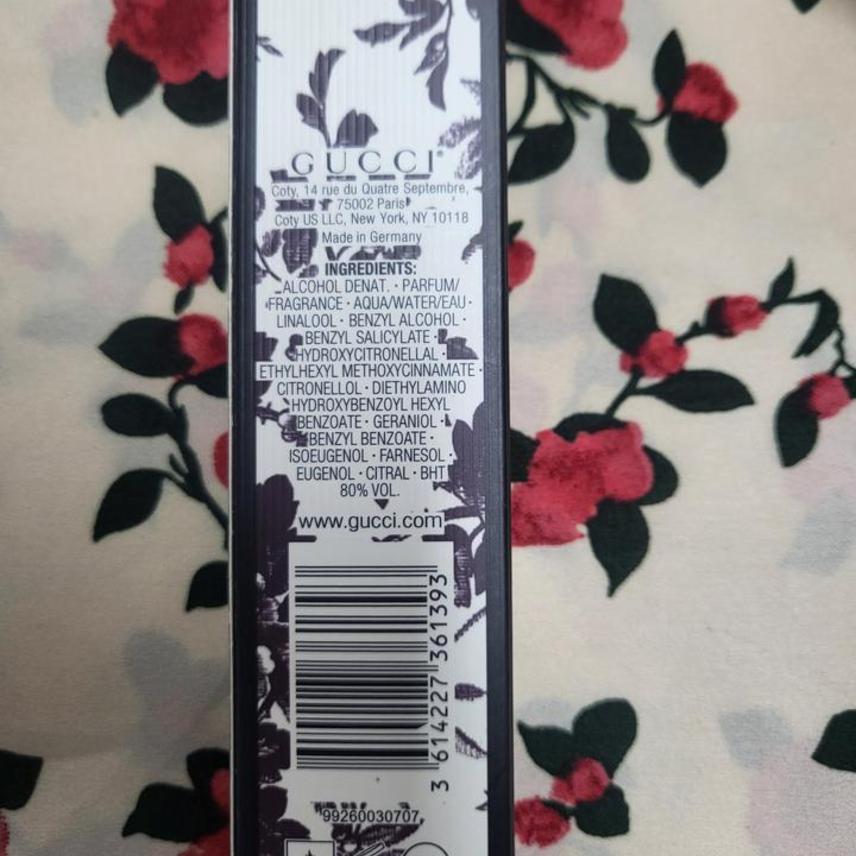 GUCCI
Coty, 14 rue du Quatre Septembre,
75002 Paris
Coty US LLC, New York, NY 10118
Made in Germany
INGREDIENTS:
ALCOHOL DENAT. · PARFUM/
FRAGRANCE · AQUA/WATER/EAU ·
LINALOOL · BENZYL ALCOHOL ·
BENZYL SALICYLATE ·
HYDROXYCITRONELLAL ·
ETHYLHEXYL METHOXYCINNAMATE ·
CITRONELLOL · DIETHYLAMINO
HYDROXYBENZOYL HEXYL
BENZOATE · GERANIOL ·
BENZYL BENZOATE ·
ISOEUGENOL · FARNESOL ·
EUGENOL · CITRAL · BHT
80% VOL.
www.gucci.com
3 614227 361393
99260030707